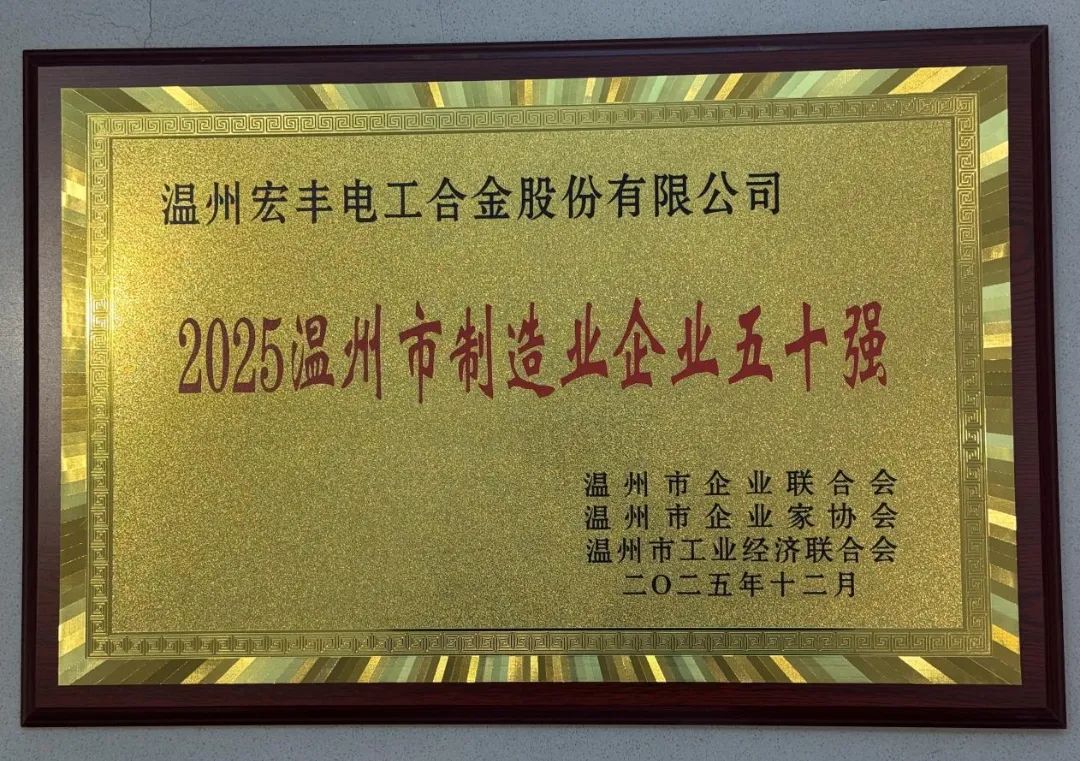 温州宏丰电工合金股份有限公司
2025温州市制造业企业五十强
温州市企业联合会
温州市企业家协会
温州市工业经济联合会
二〇二五年十二月